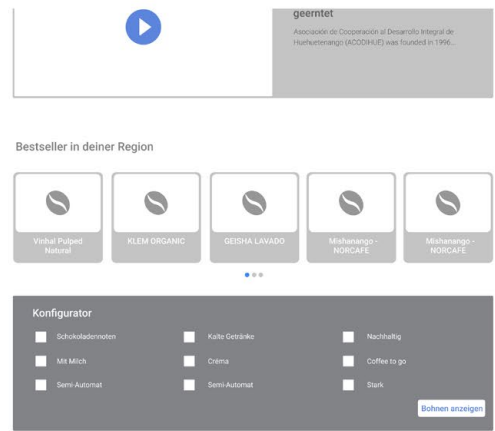 geerntet
Asociación de Cooperación al Desarrollo Integral de
Huehuetenango (ACODIHUE) was founded in 1996...
Bestseller in deiner Region
Vinhal Pulped
Natural
KLEM ORGANIC
GEISHA LAVADO
Mishanango -
NORCAFE
Mishanango -
NORCAFE
Konfigurator
Schokoladennoten
Kalte Getränke
Nachhaltig
Mit Milch
Créma
Coffee to go
Semi-Automat
Semi-Automat
Stark
Bohnen anzeigen